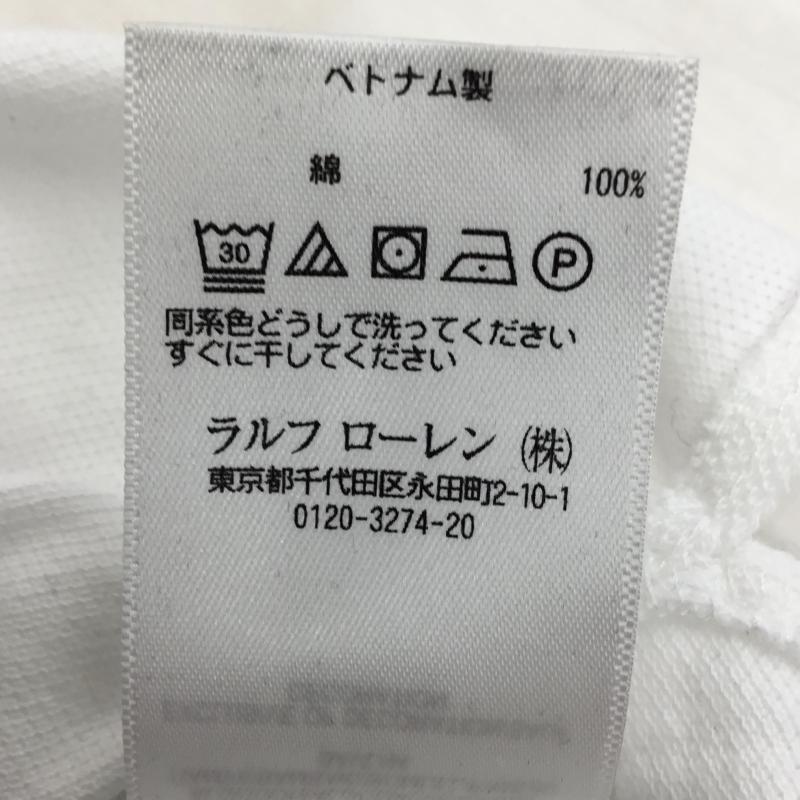 ベトナム製
綿 100%
30 P
同系色どうしで洗ってください
すぐに干してください
ラルフ ローレン (株)
東京都千代田区永田町2-10-1
0120-3274-20